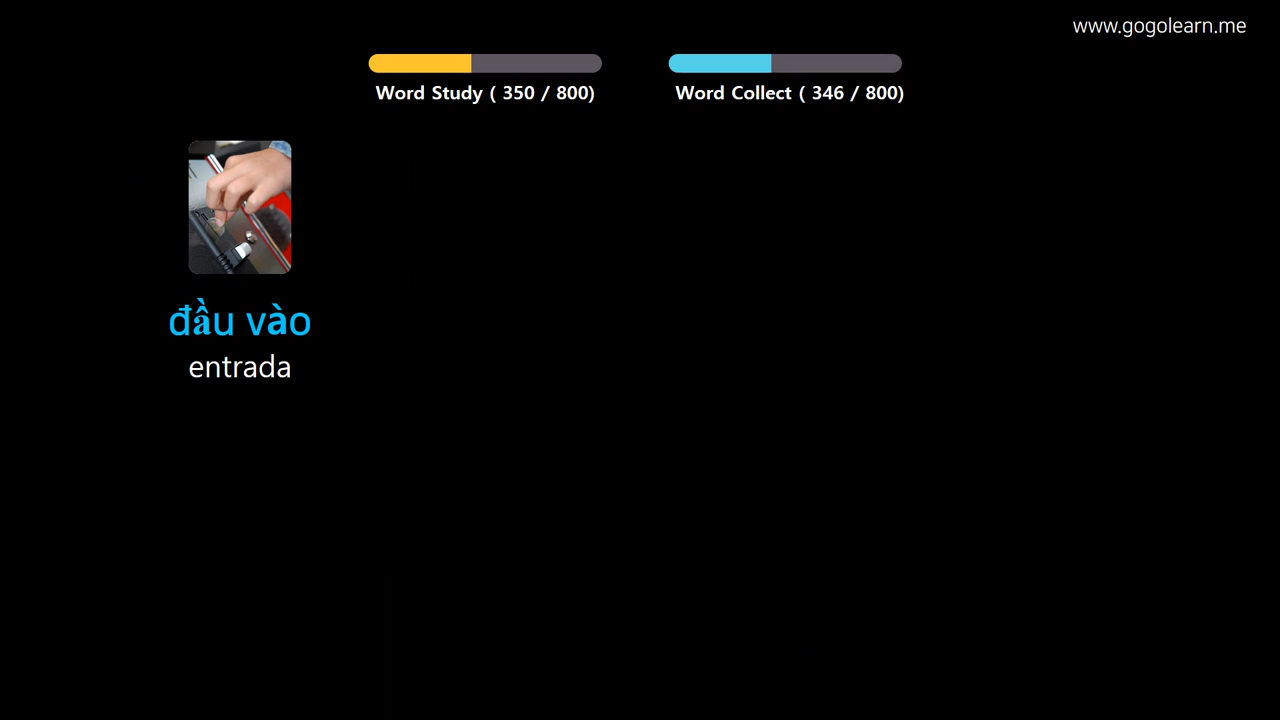 www.gogolearn.me
Word Study ( 350 / 800)
Word Collect ( 346 / 800)
đầu vào
entrada